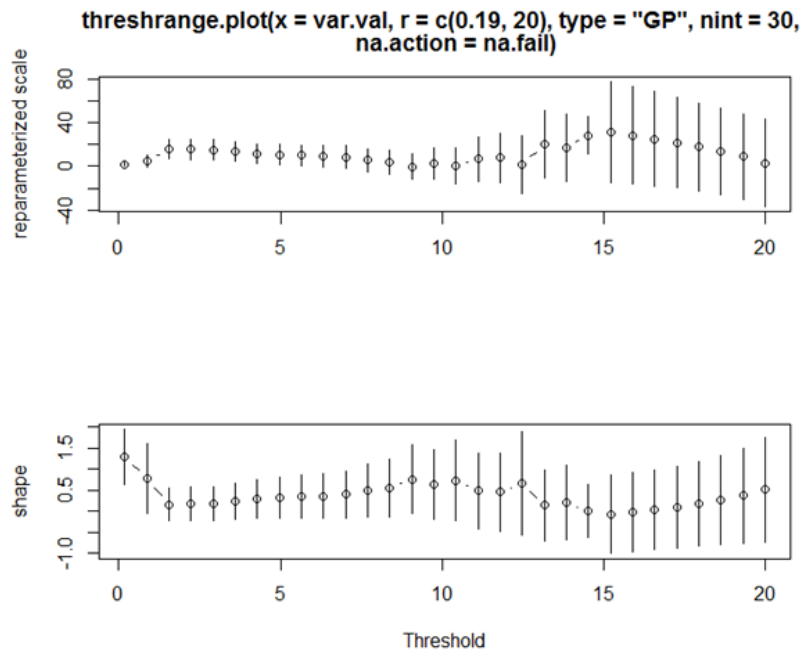 threshrange.plot(x = var.val, r = c(0.19, 20), type = "GP", nint = 30,
na.action = na.fail)
reparameterized scale
80
40
0
-40
0 5 10 15 20
shape
1.5
0.5
-1.0
0 5 10 15 20
Threshold